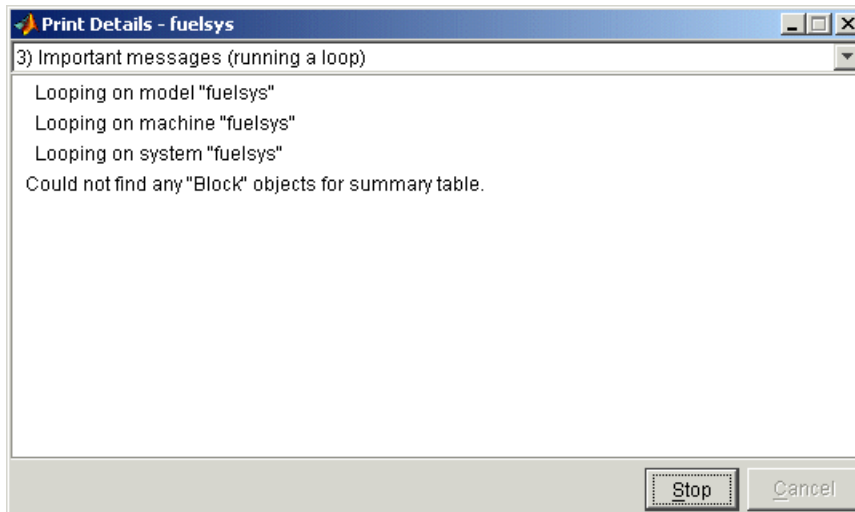 Print Details - fuelsys
3) Important messages (running a loop)
Looping on model "fuelsys"
Looping on machine "fuelsys"
Looping on system "fuelsys"
Could not find any "Block" objects for summary table.
Stop
Cancel